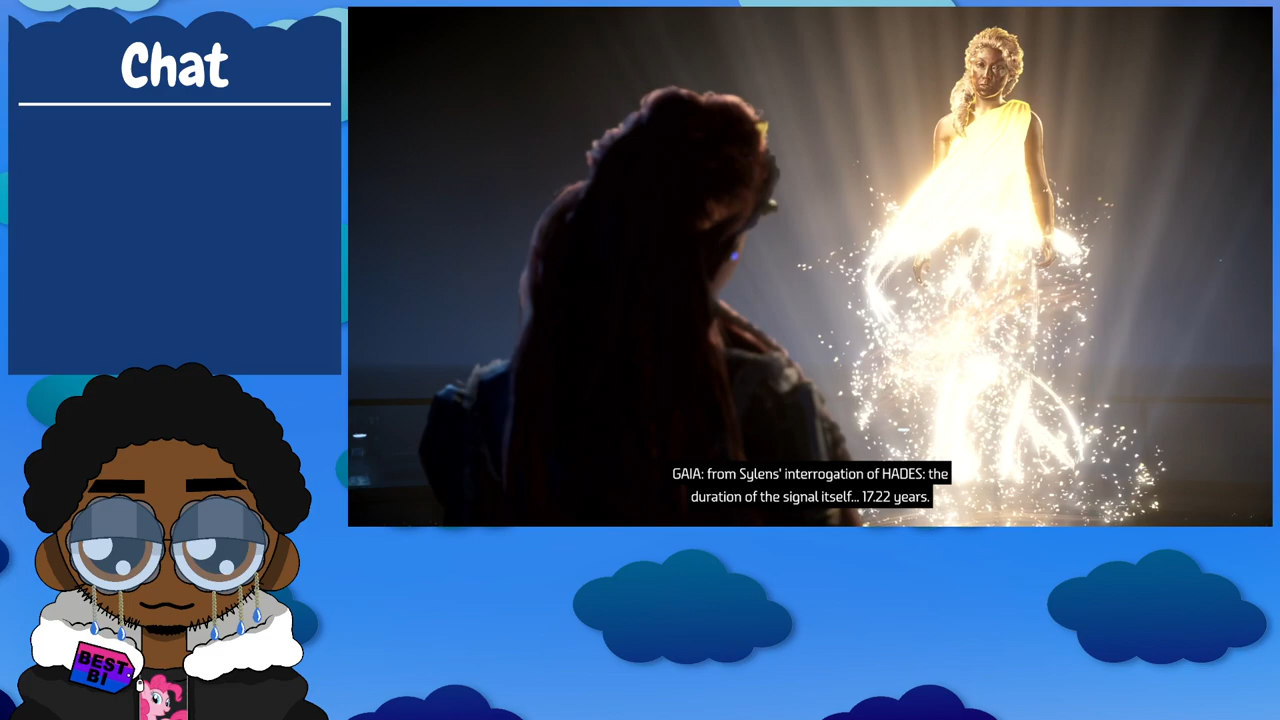 Chat
GAIA: from Sylens' interrogation of HADES: the
duration of the signal itself... 17.22 years.
BEST
BI